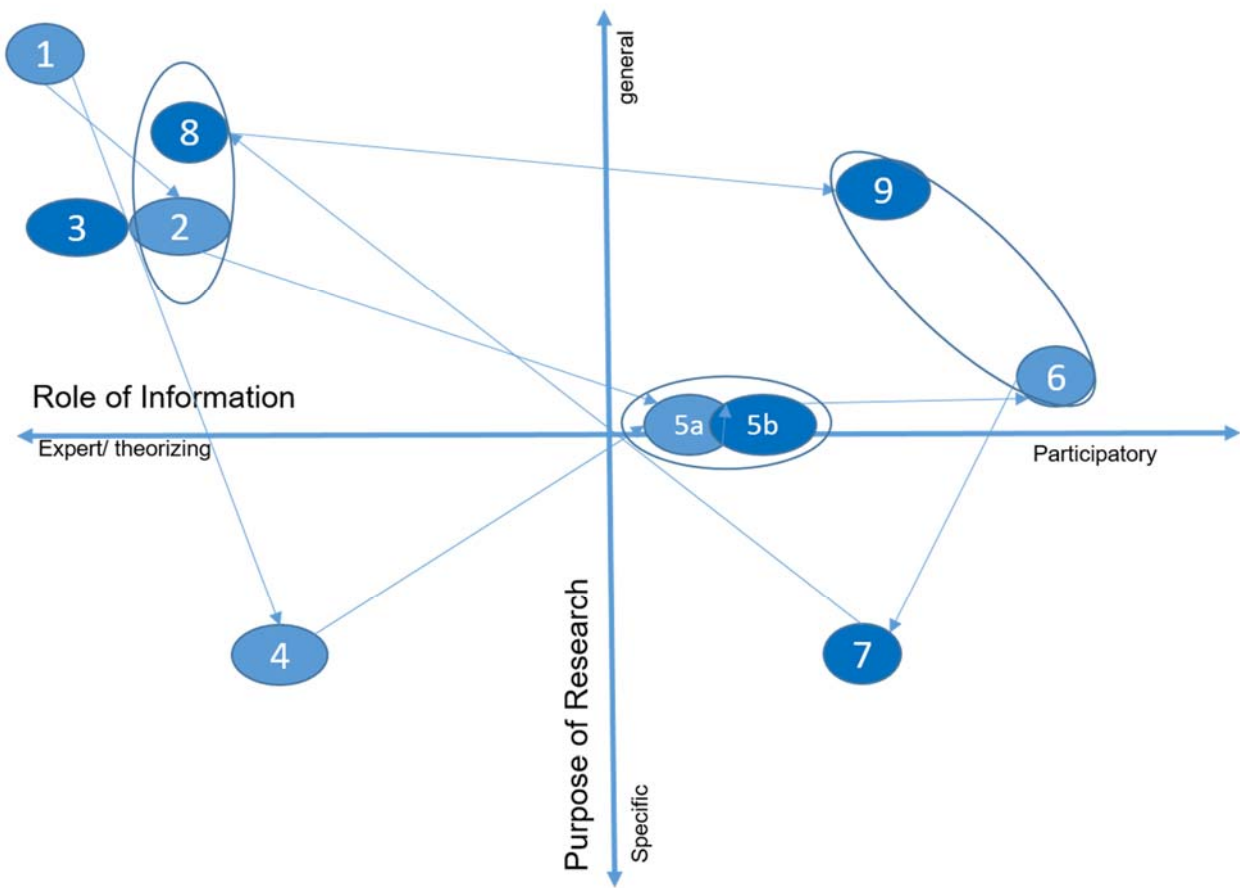 1
general
8
9
3
2
6
Role of Information
5a
5b
Expert/ theorizing
Participatory
4
7
Purpose of Research
Specific